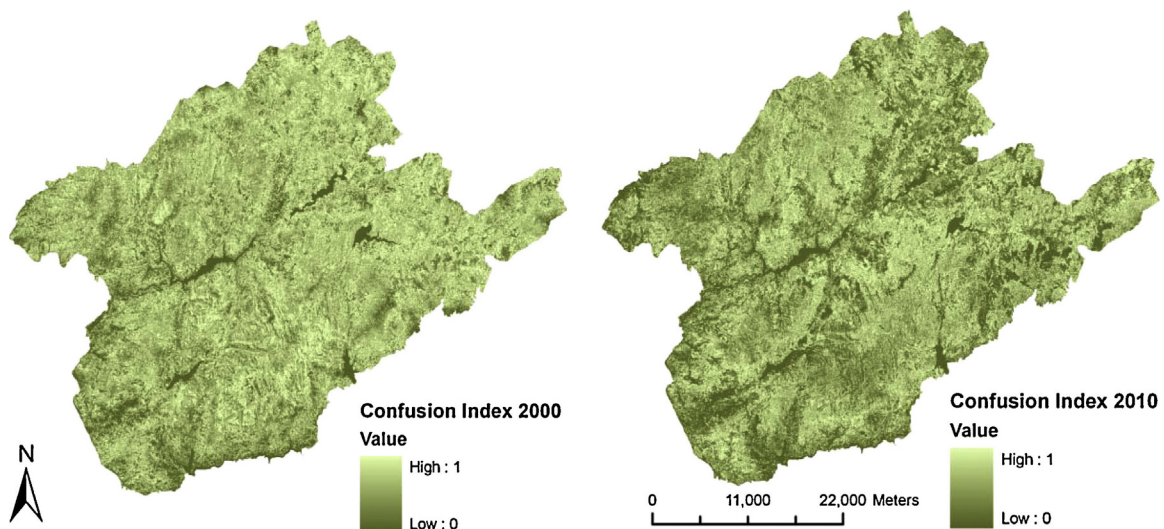 Confusion Index 2000
Value
High : 1
Low : 0
N
Confusion Index 2010
Value
High : 1
Low : 0
0 11,000 22,000 Meters